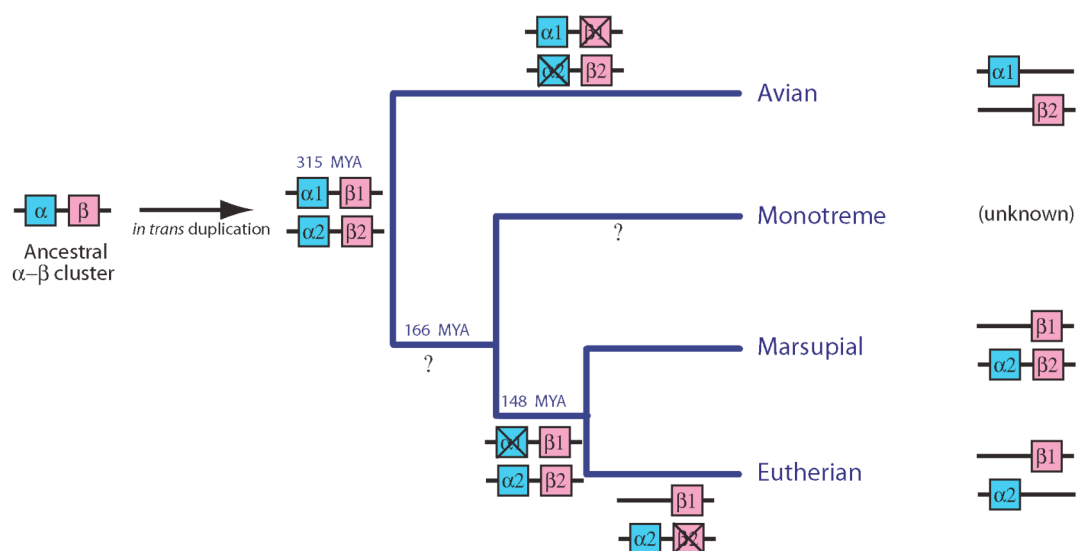 α1 β1
α2 β2
Avian
α1
β2
315 MYA
α1 β1
α2 β2
α β
in trans duplication
Ancestral
α–β cluster
Monotreme
(unknown)
?
166 MYA
?
Marsupial
β1
α2 β2
148 MYA
α1 β1
α2 β2
Eutherian
β1
α2
β1
α2 β2